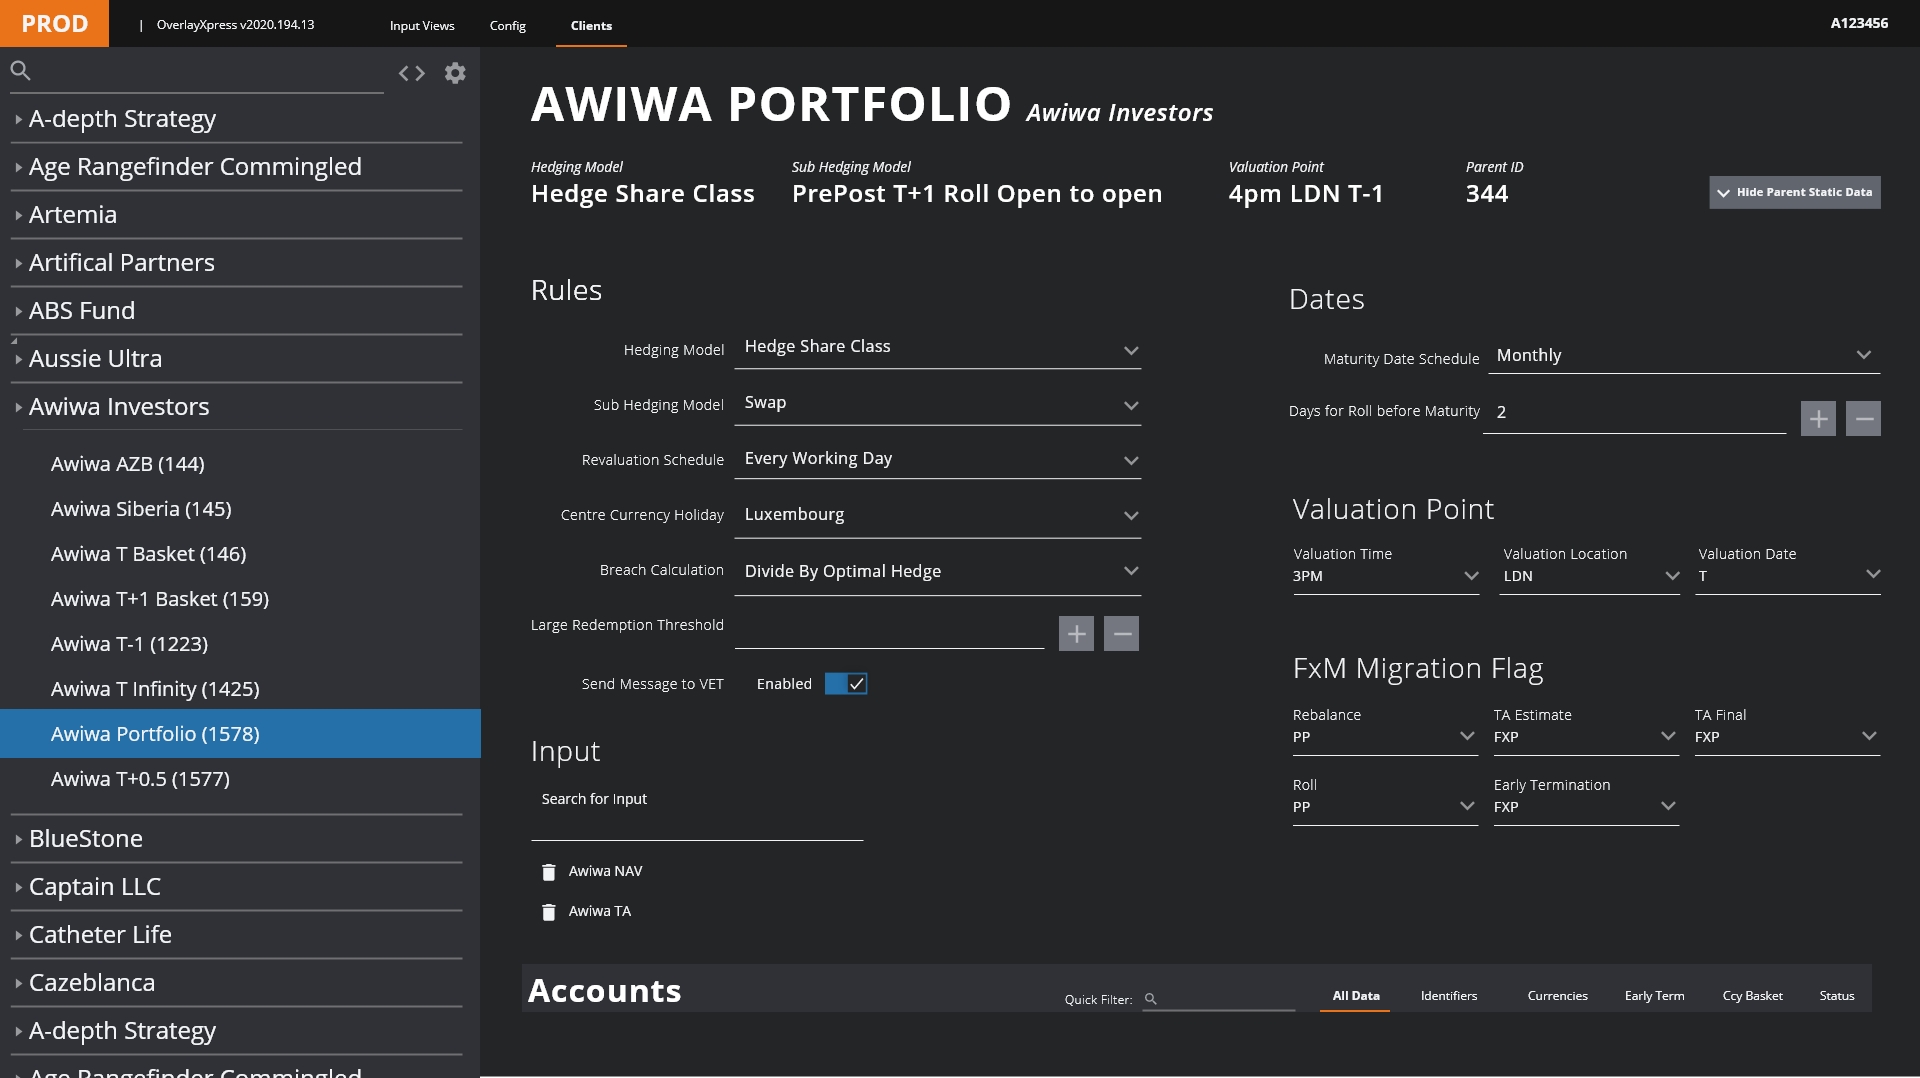 PROD
| OverlayXpress v2020.194.13
Input Views
Config
Clients
A123456
A-depth Strategy
Age Rangefinder Commingled
Artemia
Artifical Partners
ABS Fund
Aussie Ultra
Awiwa Investors
Awiwa AZB (144)
Awiwa Siberia (145)
Awiwa T Basket (146)
Awiwa T+1 Basket (159)
Awiwa T-1 (1223)
Awiwa T Infinity (1425)
Awiwa Portfolio (1578)
Awiwa T+0.5 (1577)
BlueStone
Captain LLC
Catheter Life
Cazeblanca
A-depth Strategy
Age Rangefinder Commingled
AWIWA PORTFOLIO Awiwa Investors
Hedging Model
Hedge Share Class
Sub Hedging Model
PrePost T+1 Roll Open to open
Valuation Point
4pm LDN T-1
Parent ID
344
Hide Parent Static Data
Rules
Hedging Model Hedge Share Class
Sub Hedging Model Swap
Revaluation Schedule Every Working Day
Centre Currency Holiday Luxembourg
Breach Calculation Divide By Optimal Hedge
Large Redemption Threshold
Send Message to VET Enabled
Input
Search for Input
Awiwa NAV
Awiwa TA
Dates
Maturity Date Schedule Monthly
Days for Roll before Maturity 2
Valuation Point
Valuation Time
3PM
Valuation Location
LDN
Valuation Date
T
FxM Migration Flag
Rebalance
PP
TA Estimate
FXP
TA Final
FXP
Roll
PP
Early Termination
FXP
Accounts
Quick Filter:
All Data
Identifiers
Currencies
Early Term
Ccy Basket
Status